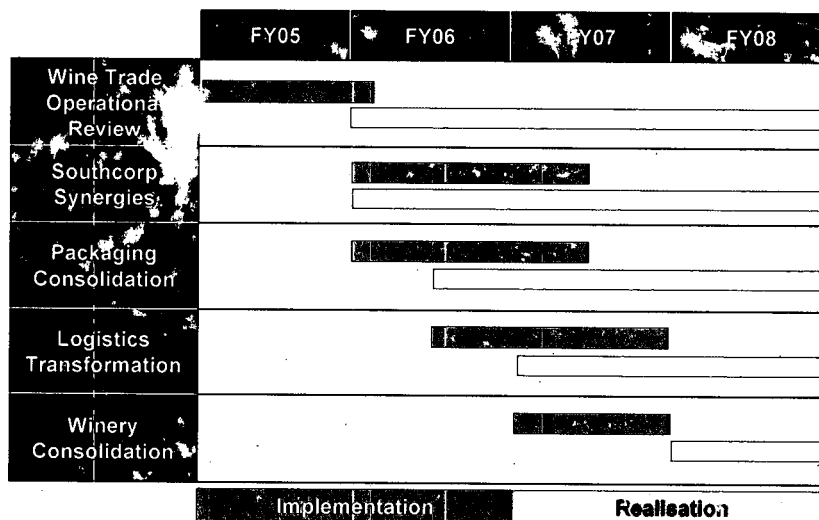 FY05 FY06 FY07 FY08
Wine Trade
Operational
Review
Southcorp
Synergies
Packaging
Consolidation
Logistics
Transformation
Winery
Consolidation
Implementation Realisation